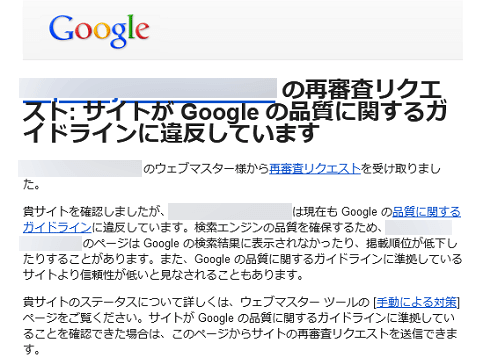 Google
の再審査リクエ
スト: サイトが Google の品質に関するガ
イドラインに違反しています
のウェブマスター様から再審査リクエストを受け取りまし
た。
貴サイトを確認しましたが、 は現在も Google の品質に関する
ガイドラインに違反しています。検索エンジンの品質を確保するため、
のページは Google の検索結果に表示されなかったり、掲載順位が低下し
たりすることがあります。また、Google の品質に関するガイドラインに準拠している
サイトより信頼性が低いと見なされることもあります。
貴サイトのステータスについて詳しくは、ウェブマスター ツールの [手動による対策]
ページをご覧ください。サイトが Google の品質に関するガイドラインに準拠してい
ることを確認できた場合は、このページからサイトの再審査リクエストを送信できま
す。